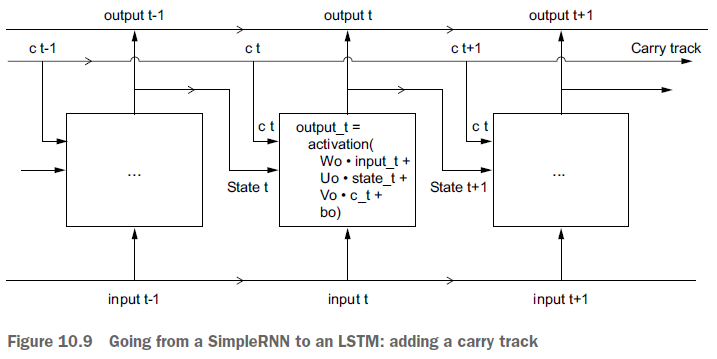 output t-1
output t
output t+1
c t-1
c t
c t+1
Carry track
c t
output_t =
activation(
Wo • input_t +
Uo • state_t +
Vo • c_t +
bo)
c t
...
...
State t
State t+1
input t-1
input t
input t+1
Figure 10.9 Going from a SimpleRNN to an LSTM: adding a carry track